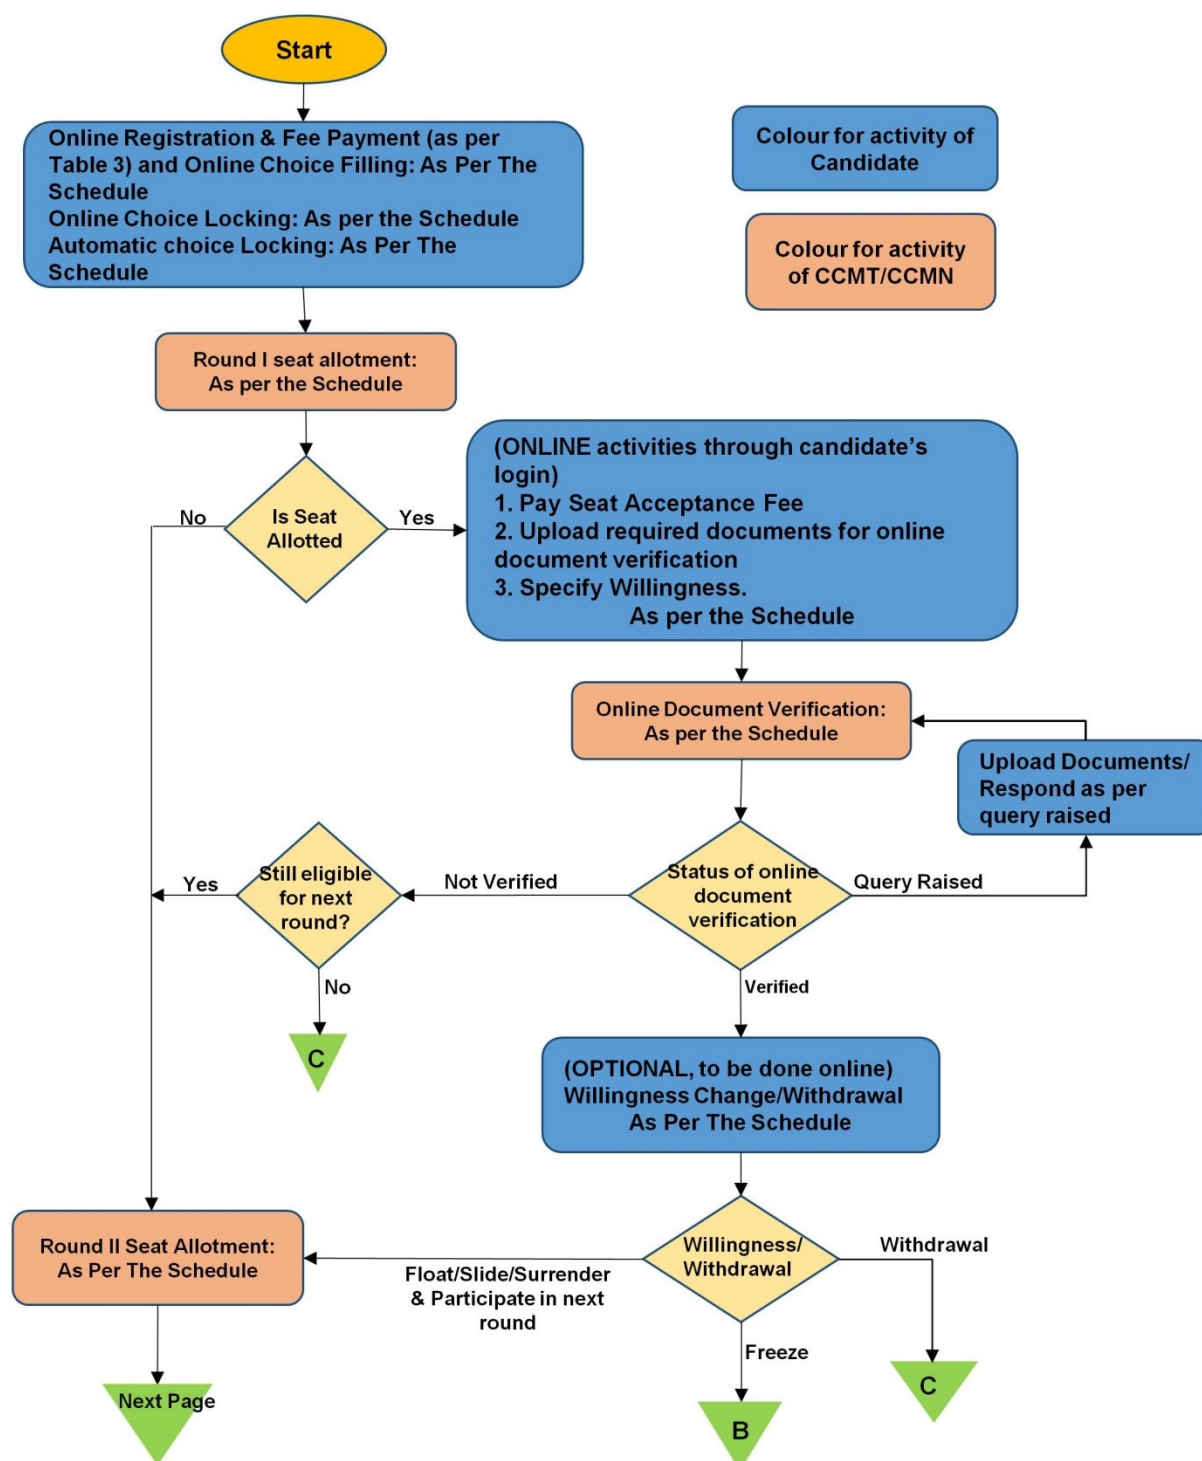 Start
Online Registration & Fee Payment (as per
Table 3) and Online Choice Filling: As Per The
Schedule
Online Choice Locking: As per the Schedule
Automatic choice Locking: As Per The
Schedule
Colour for activity of
Candidate
Colour for activity
of CCMT/CCMN
Round I seat allotment:
As per the Schedule
Is Seat
Allotted
No
Yes
(ONLINE activities through candidate’s
login)
1. Pay Seat Acceptance Fee
2. Upload required documents for online
document verification
3. Specify Willingness.
As per the Schedule
Online Document Verification:
As per the Schedule
Upload Documents/
Respond as per
query raised
Status of online
document
verification
Query Raised
Not Verified
Still eligible
for next
round?
Yes
No
C
Verified
(OPTIONAL, to be done online)
Willingness Change/Withdrawal
As Per The Schedule
Willingness/
Withdrawal
Withdrawal
C
Float/Slide/Surrender
& Participate in next
round
Freeze
B
Round II Seat Allotment:
As Per The Schedule
Next Page